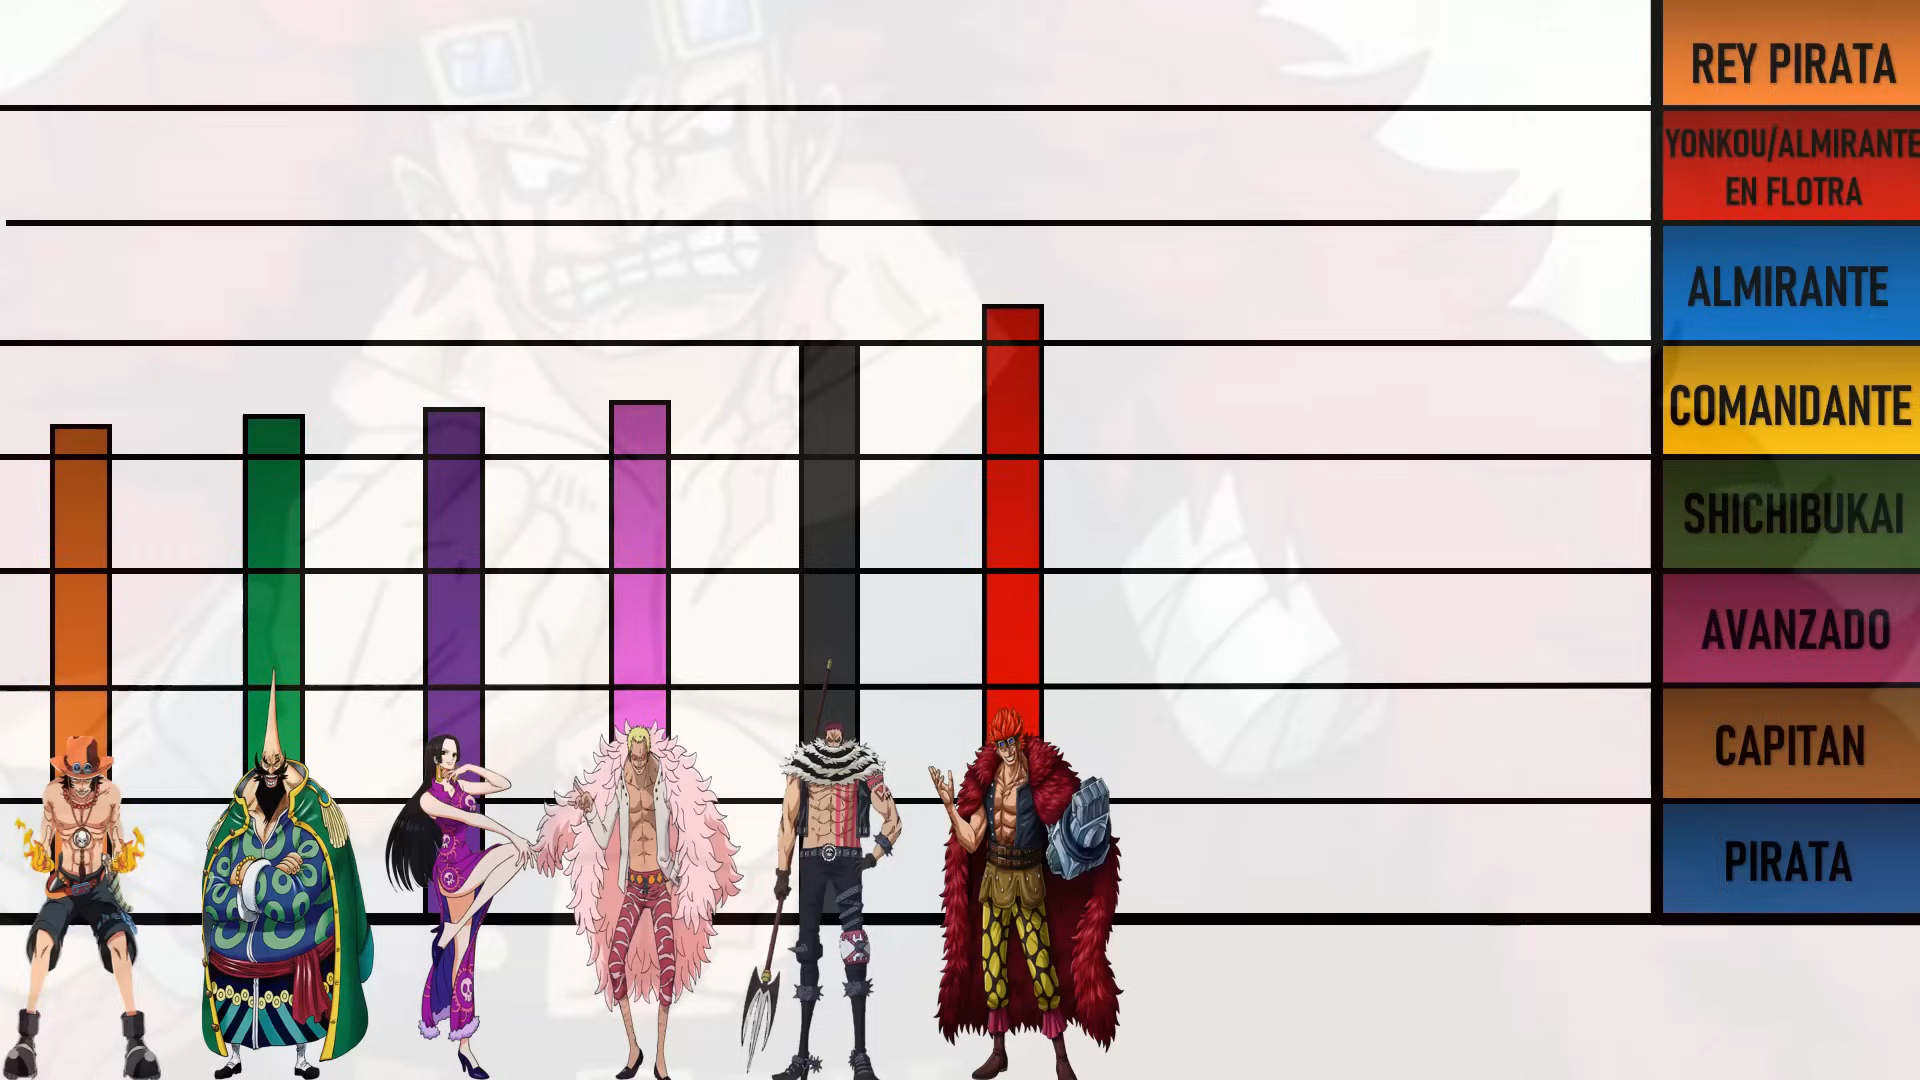 REY PIRATA
YONKOU/ALMIRANTE
EN FLOTRA
ALMIRANTE
COMANDANTE
SHICHIBUKAI
AVANZADO
CAPITAN
PIRATA